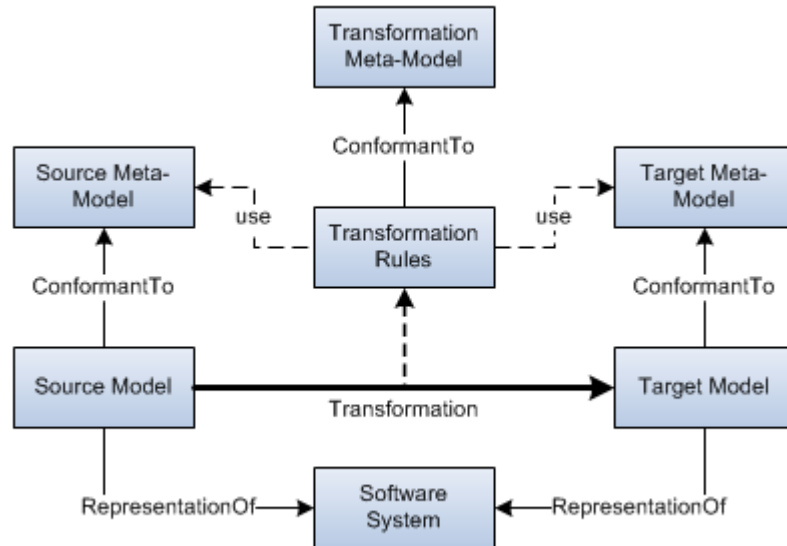 Transformation
Meta-Model
ConformantTo
Source Meta-
Model
Target Meta-
Model
use
use
Transformation
Rules
ConformantTo
ConformantTo
Source Model
Target Model
Transformation
Software
System
RepresentationOf
RepresentationOf